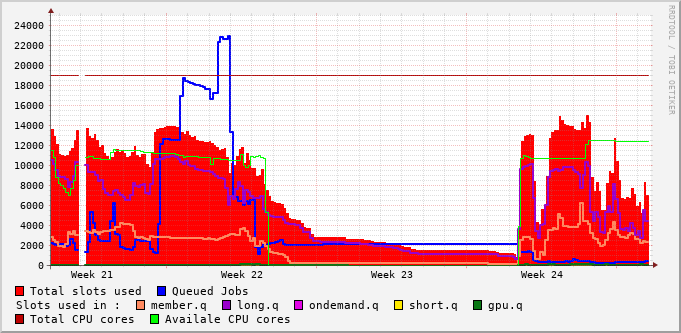 24000
22000
20000
18000
16000
14000
12000
10000
8000
6000
4000
2000
0
Week 21 Week 22 Week 23 Week 24
Total slots used Queued Jobs
Slots used in : member.q long.q ondemand.q short.q gpu.q
Total CPU cores Availale CPU cores
RRDTOOL / TOBI OETIKER